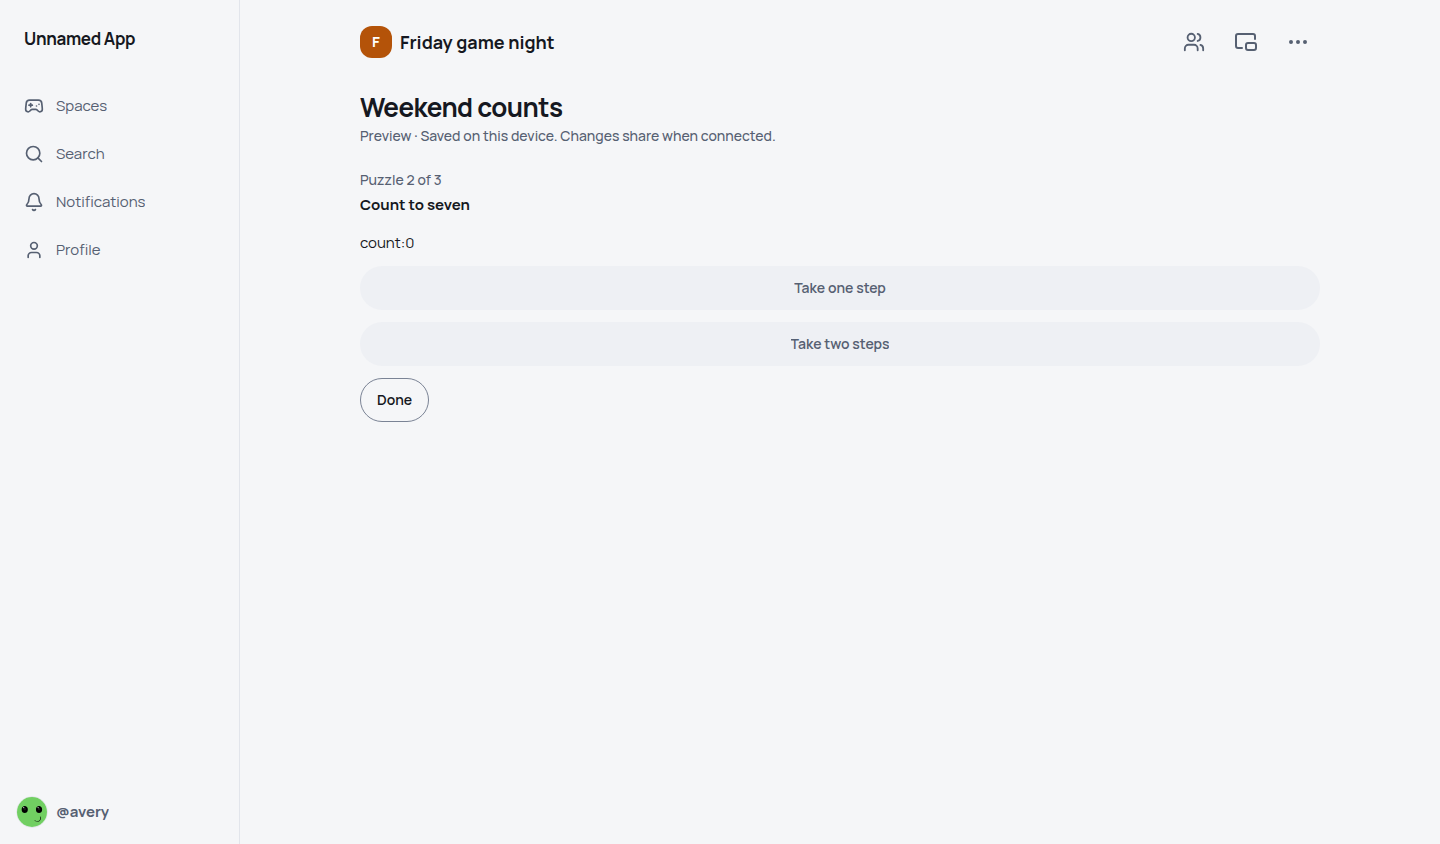 Unnamed App
Spaces
Search
Notifications
Profile
@avery
F
Friday game night
Weekend counts
Preview · Saved on this device. Changes share when connected.
Puzzle 2 of 3
Count to seven
count:0
Take one step
Take two steps
Done